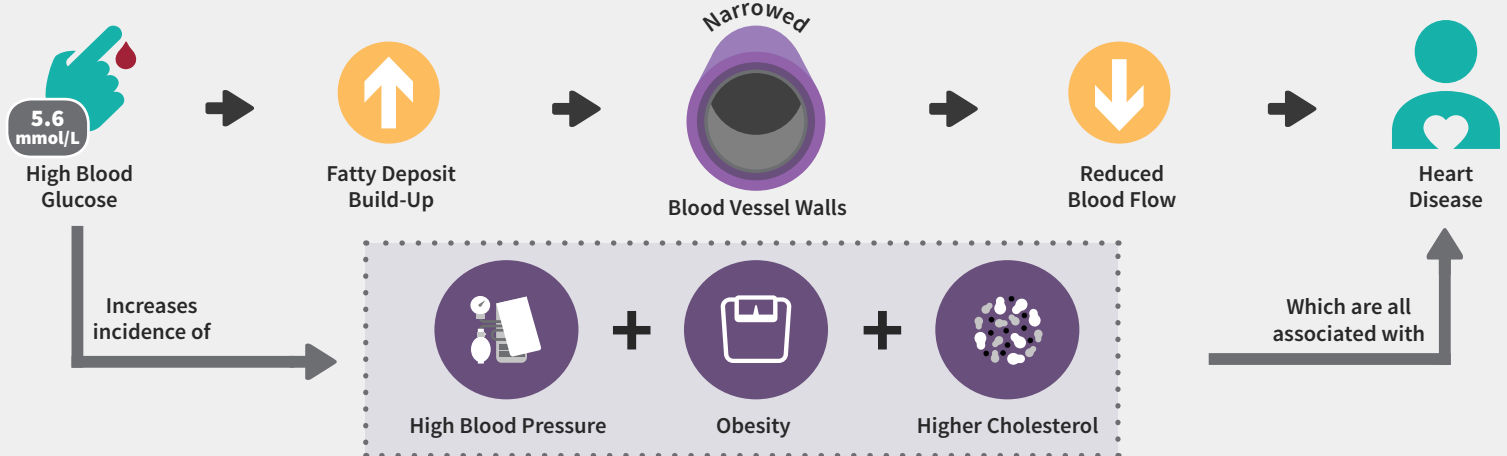 Narrowed
5.6
mmol/L
High Blood
Glucose
Fatty Deposit
Build-Up
Blood Vessel Walls
Reduced
Blood Flow
Heart
Disease
Increases
incidence of
High Blood Pressure
+
Obesity
+
Higher Cholesterol
Which are all
associated with